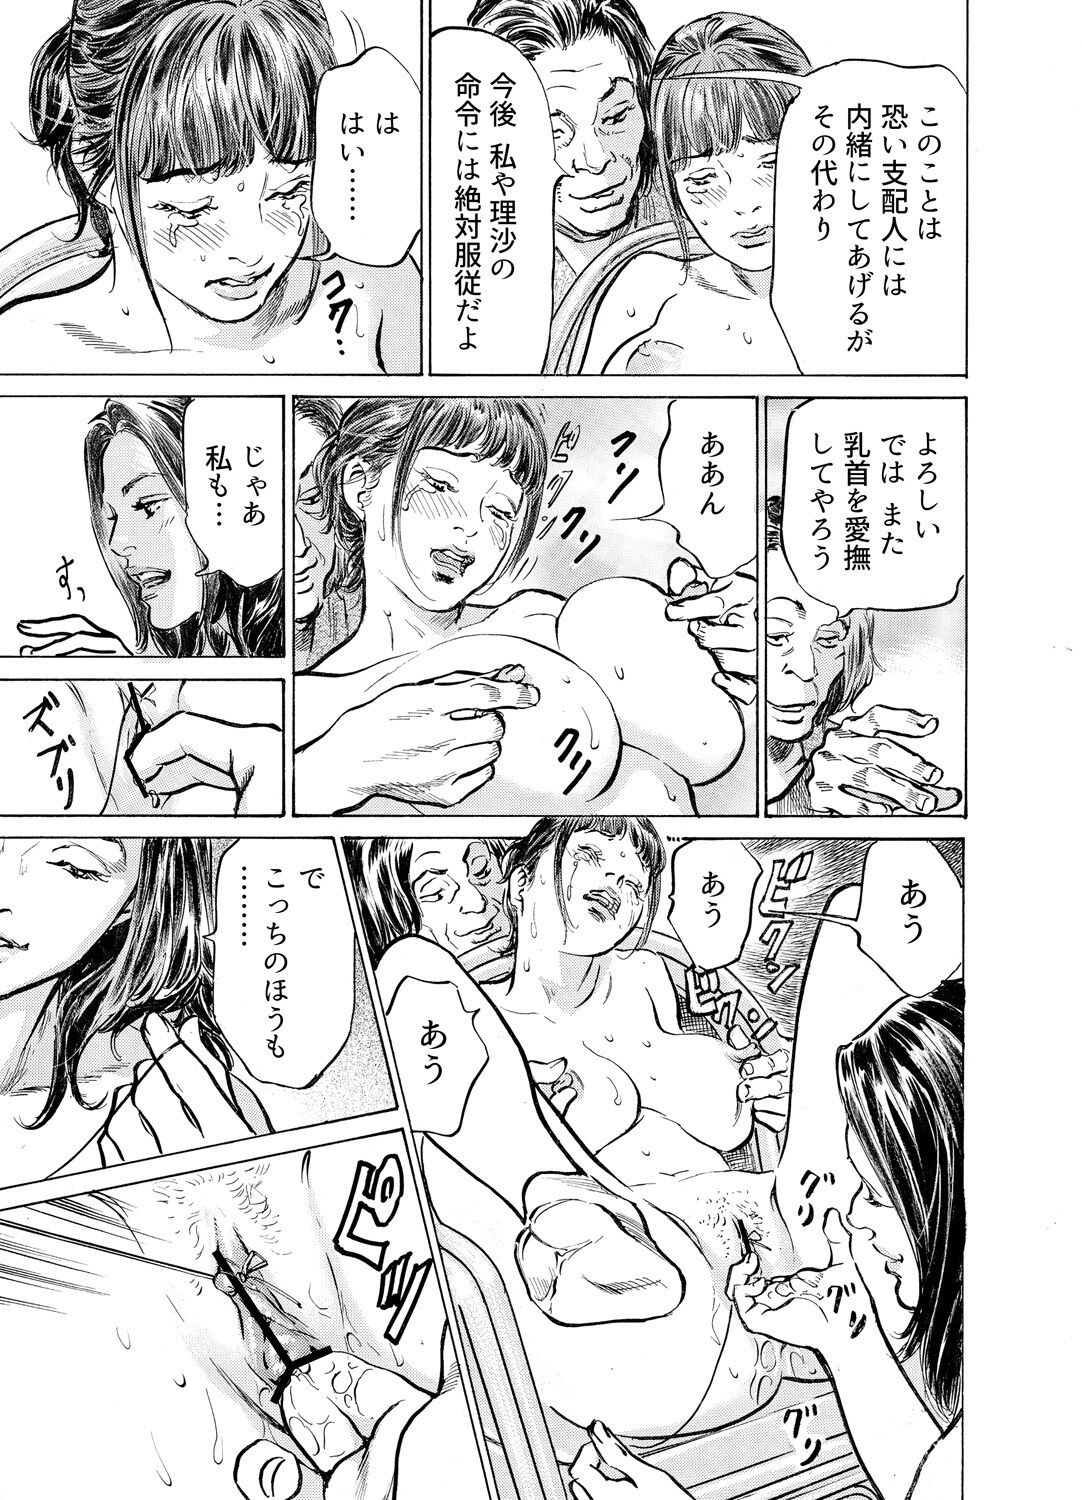 このことは
恐い支配人には
内緒にしてあげるが
その代わり
今後 私や理沙の
命令には絶対服従だよ
は
はい……
コクッ…
よろしい
では また
乳首を愛撫
してやろう
ああん
クリ
クリ
クリ
じゃあ
私も…
すっ
ズブリ
あう
あう
ビクン
ビクン
あう
グリ
グリ
グリ
で
こっちのほうも
………